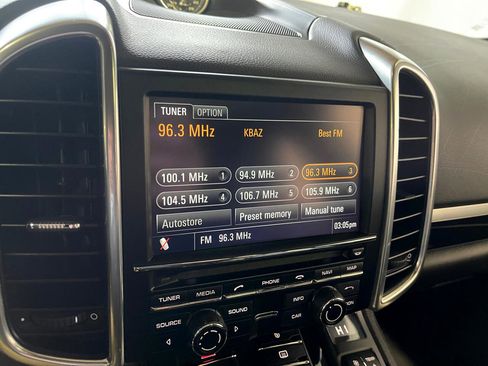 TUNER OPTION
96.3 MHz KBAZ Best FM
100.1 MHz 1 94.9 MHz 2 96.3 MHz 3
104.5 MHz 4 106.7 MHz 5 105.9 MHz 6
Autostore Preset memory Manual tune
FM 96.3 MHz 03:05pm
TUNER MEDIA PHONE NAVI MAP
SOURCE SOUND INFO
CAR
HI